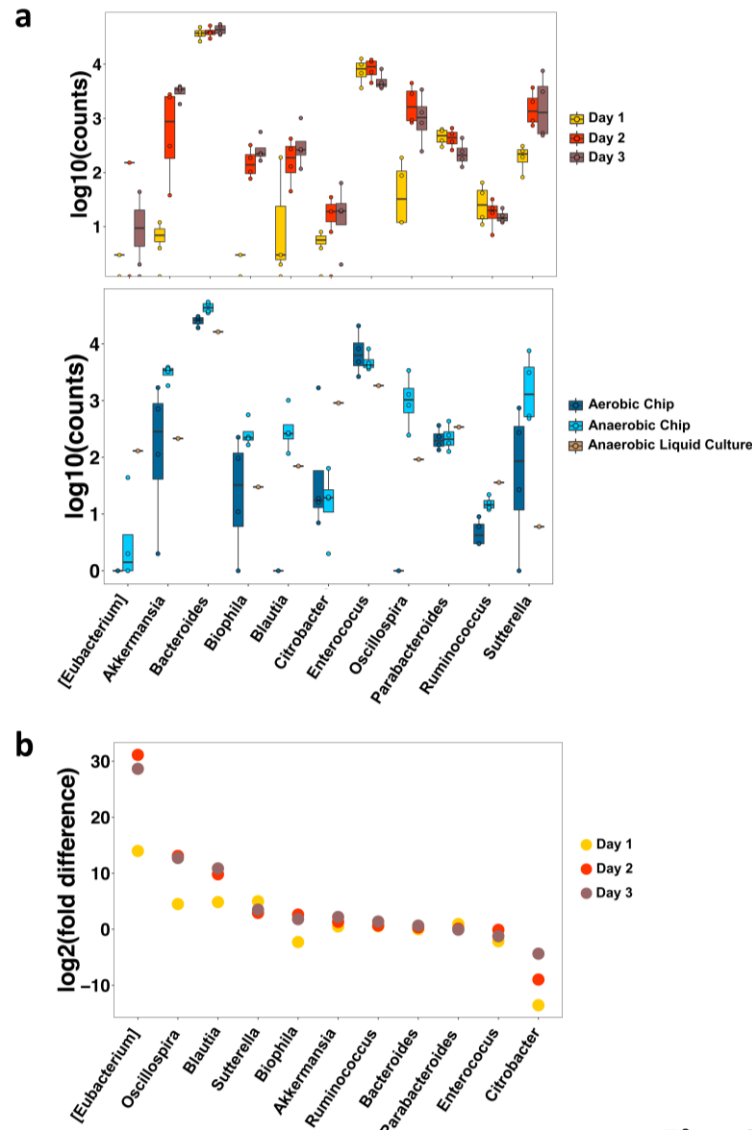 a
log10(counts)
4
3
2
1
Day 1
Day 2
Day 3
log10(counts)
4
3
2
1
0
Aerobic Chip
Anaerobic Chip
Anaerobic Liquid Culture
[Eubacterium]
Akkermansia
Bacteroides
Biophila
Blautia
Citrobacter
Enterococus
Oscillospira
Parabacteroides
Ruminococcus
Sutterella
b
log2(fold difference)
30
20
10
0
−10
Day 1
Day 2
Day 3
[Eubacterium]
Oscillospira
Blautia
Sutterella
Biophila
Akkermansia
Ruminococcus
Bacteroides
Parabacteroides
Enterococus
Citrobacter